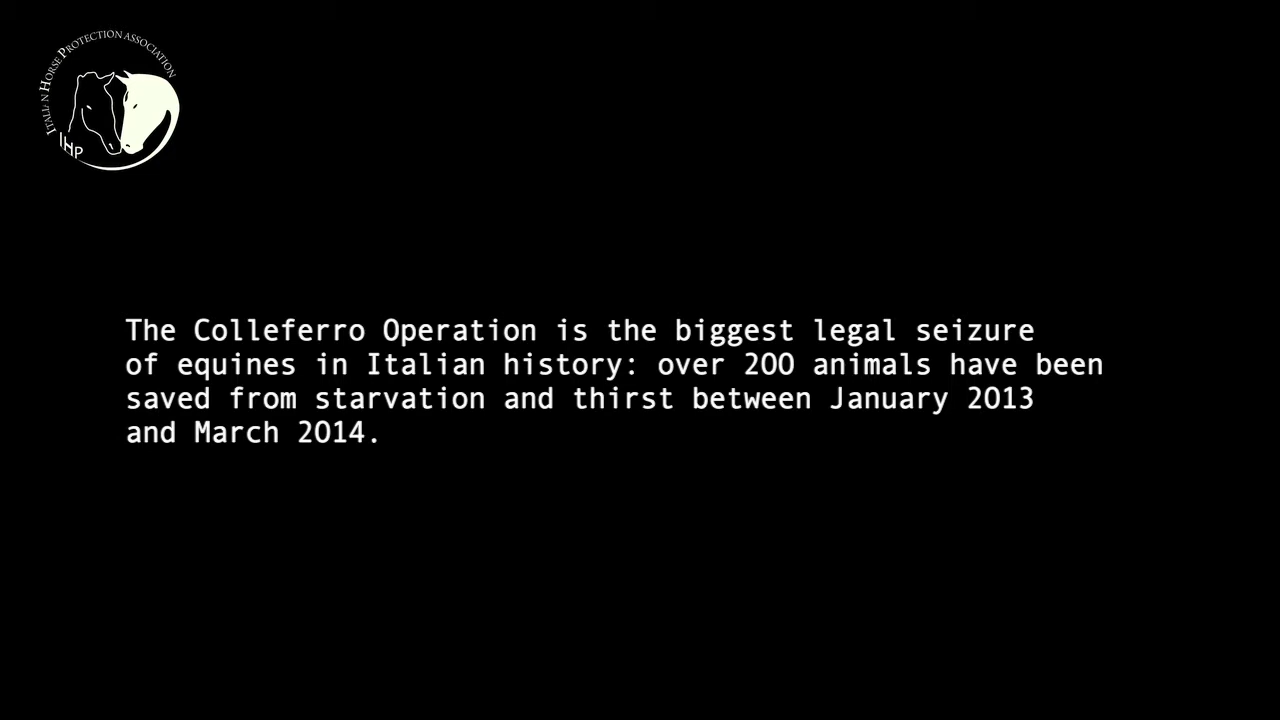 ITALIAN HORSE PROTECTION ASSOCIATION
IHP
The Colleferro Operation is the biggest legal seizure
of equines in Italian history: over 200 animals have been
saved from starvation and thirst between January 2013
and March 2014.